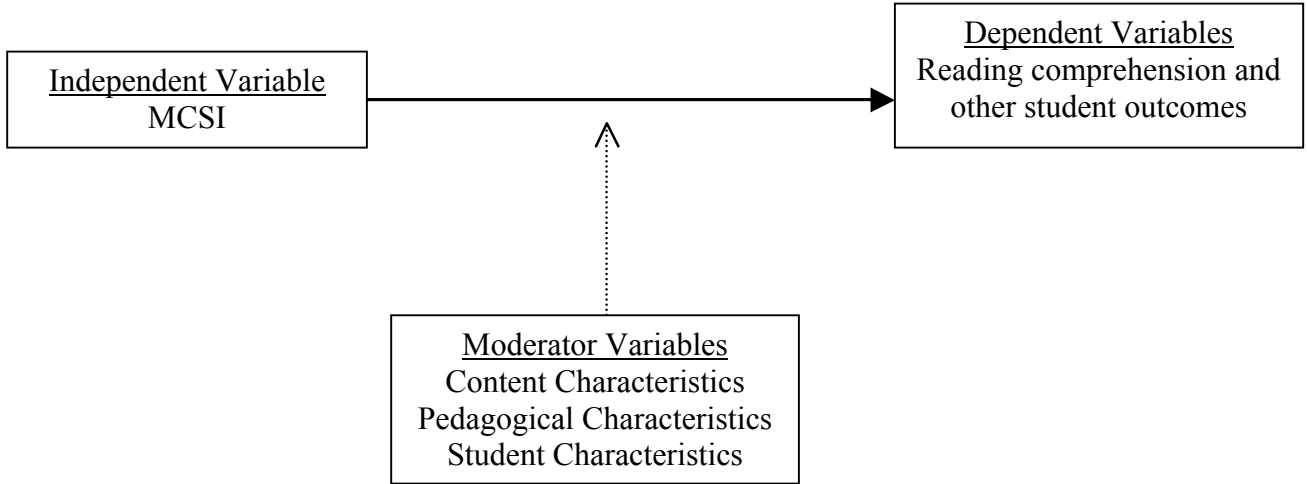 Independent Variable
MCSI
Dependent Variables
Reading comprehension and
other student outcomes
Moderator Variables
Content Characteristics
Pedagogical Characteristics
Student Characteristics